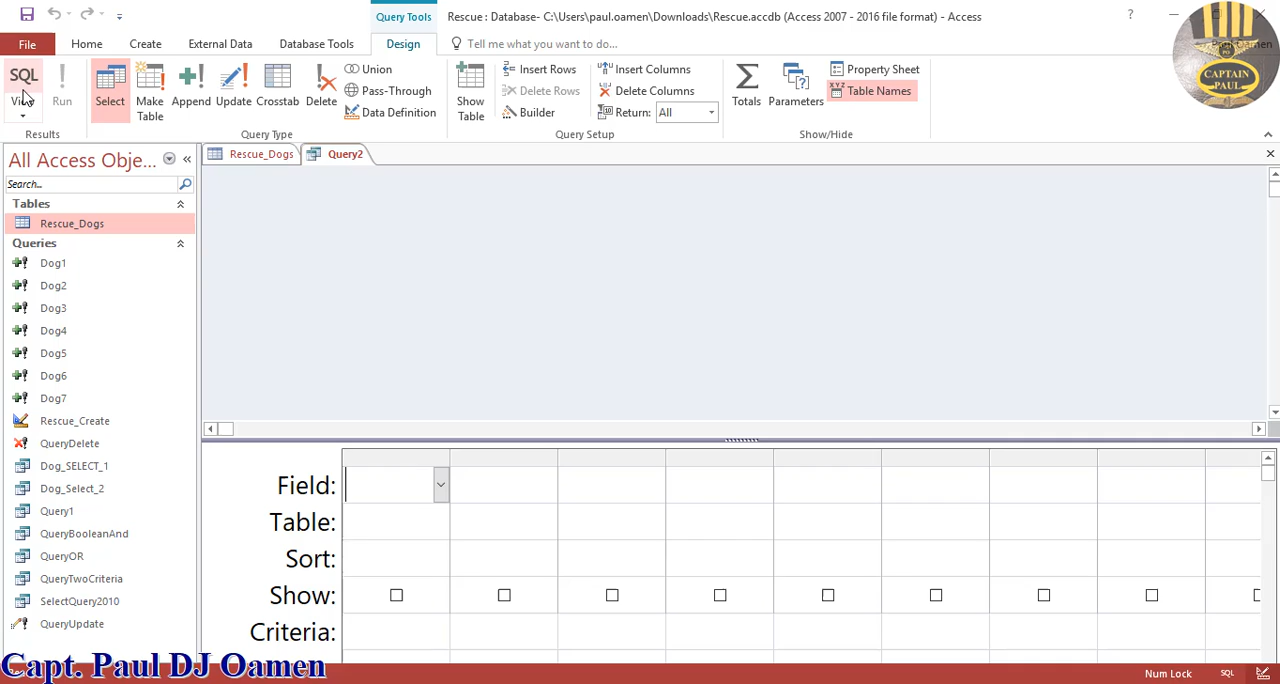 Query Tools
Rescue : Database- C:\Users\paul.oamen\Downloads\Rescue.accdb (Access 2007 - 2016 file format) - Access
?
File
Home
Create
External Data
Database Tools
Design
Tell me what you want to do...
CAPTAIN
PAUL
SQL
View
Run
Results
Select
Make
Table
Append
Update
Crosstab
Delete
Union
Pass-Through
Data Definition
Query Type
Show
Table
Insert Rows
Delete Rows
Builder
Insert Columns
Delete Columns
Return: All
Query Setup
Totals
Parameters
Property Sheet
Table Names
Show/Hide
All Access Obje...
Search...
Tables
Rescue_Dogs
Queries
Dog1
Dog2
Dog3
Dog4
Dog5
Dog6
Dog7
Rescue_Create
QueryDelete
Dog_SELECT_1
Dog_Select_2
Query1
QueryBooleanAnd
QueryOR
QueryTwoCriteria
SelectQuery2010
QueryUpdate
Rescue_Dogs
Query2
Field:
Table:
Sort:
Show:
Criteria:
Capt. Paul DJ Oamen
Num Lock
SQL